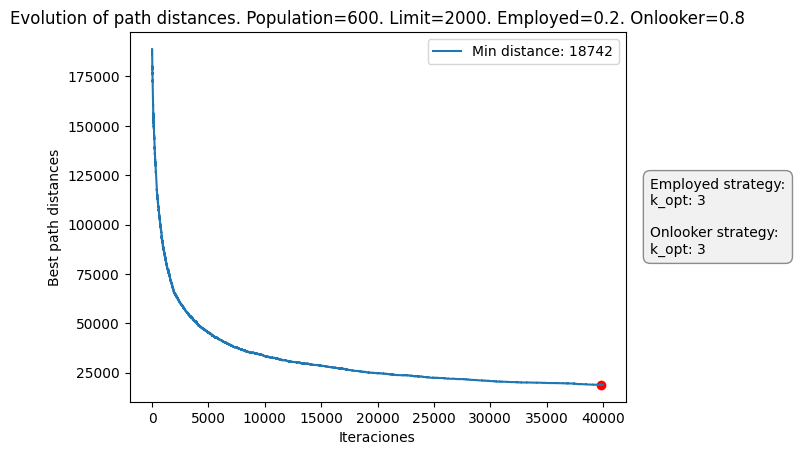 Evolution of path distances. Population=600. Limit=2000. Employed=0.2. Onlooker=0.8
Min distance: 18742
175000
150000
125000
100000
75000
50000
25000
Best path distances
0 5000 10000 15000 20000 25000 30000 35000 40000
Iteraciones
Employed strategy:
k_opt: 3
Onlooker strategy:
k_opt: 3